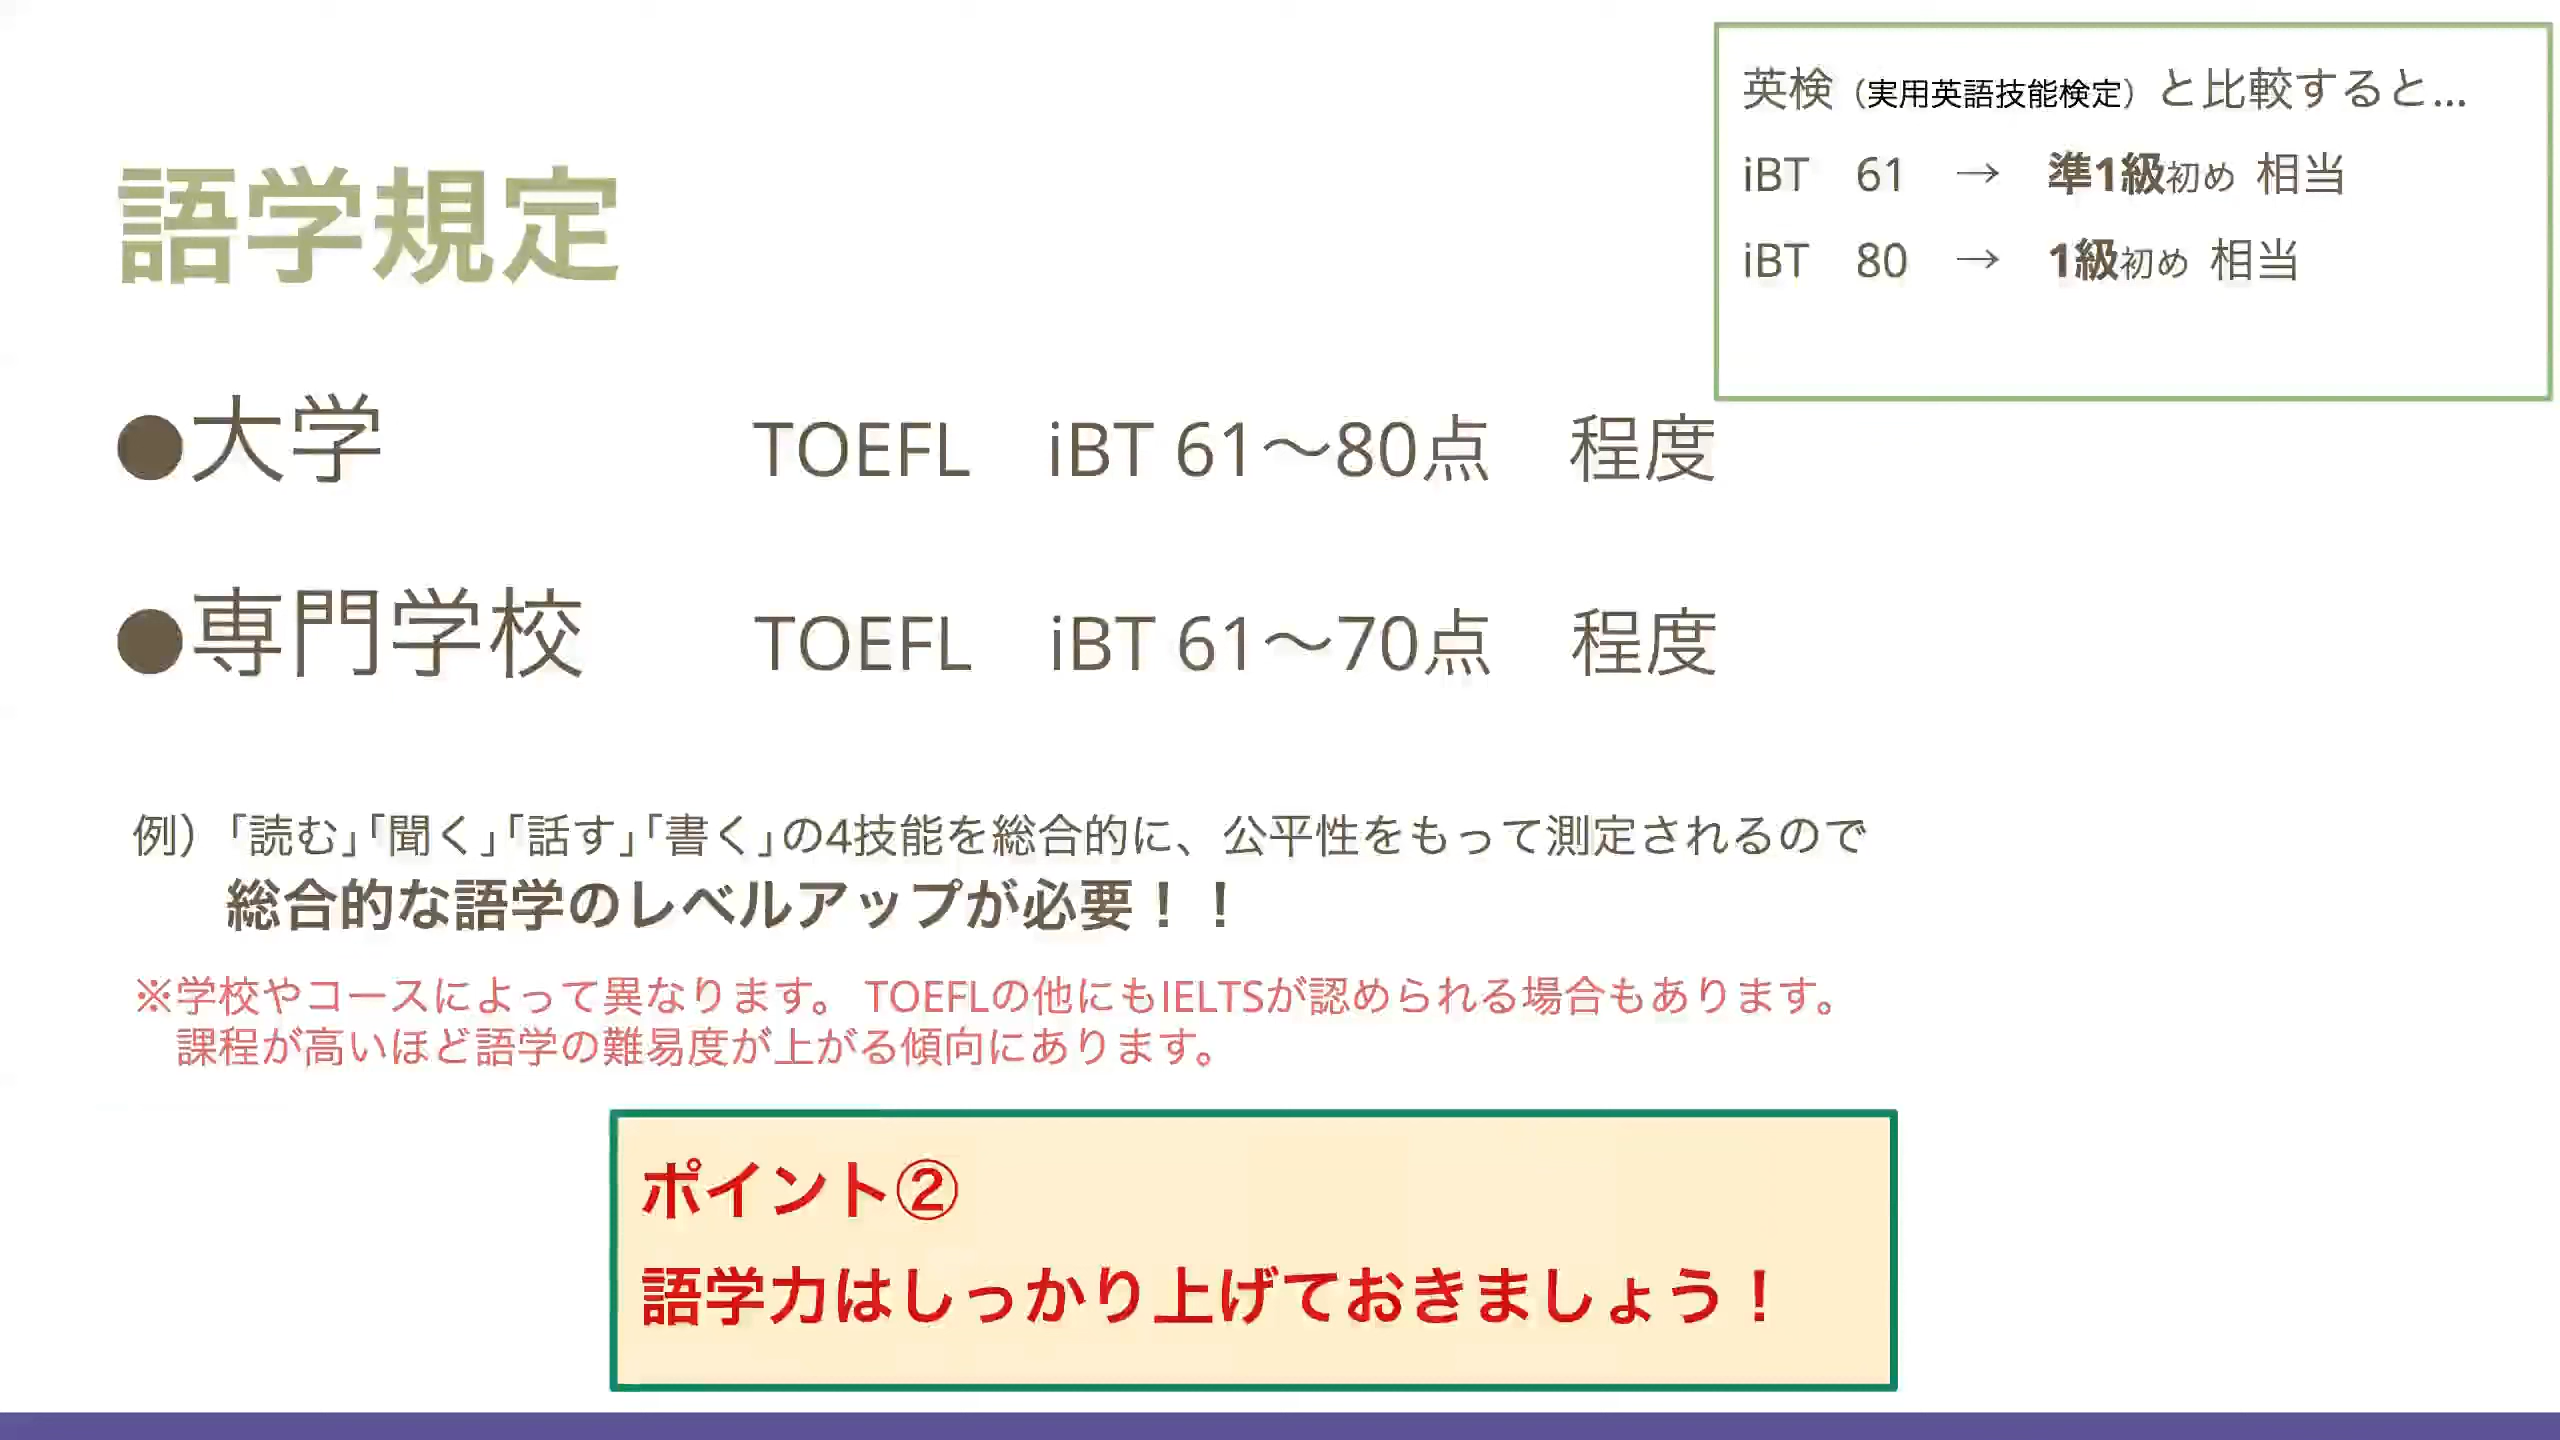 語学規定
英検（実用英語技能検定）と比較すると...
iBT　61　→　準1級初め 相当
iBT　80　→　1級初め 相当
●大学　TOEFL　iBT 61～80点　程度
●専門学校　TOEFL　iBT 61～70点　程度
例）｢読む｣｢聞く｣｢話す｣｢書く｣の4技能を総合的に、公平性をもって測定されるので
総合的な語学のレベルアップが必要！！
※学校やコースによって異なります。 TOEFLの他にもIELTSが認められる場合もあります。
課程が高いほど語学の難易度が上がる傾向にあります。
ポイント②
語学力はしっかり上げておきましょう！